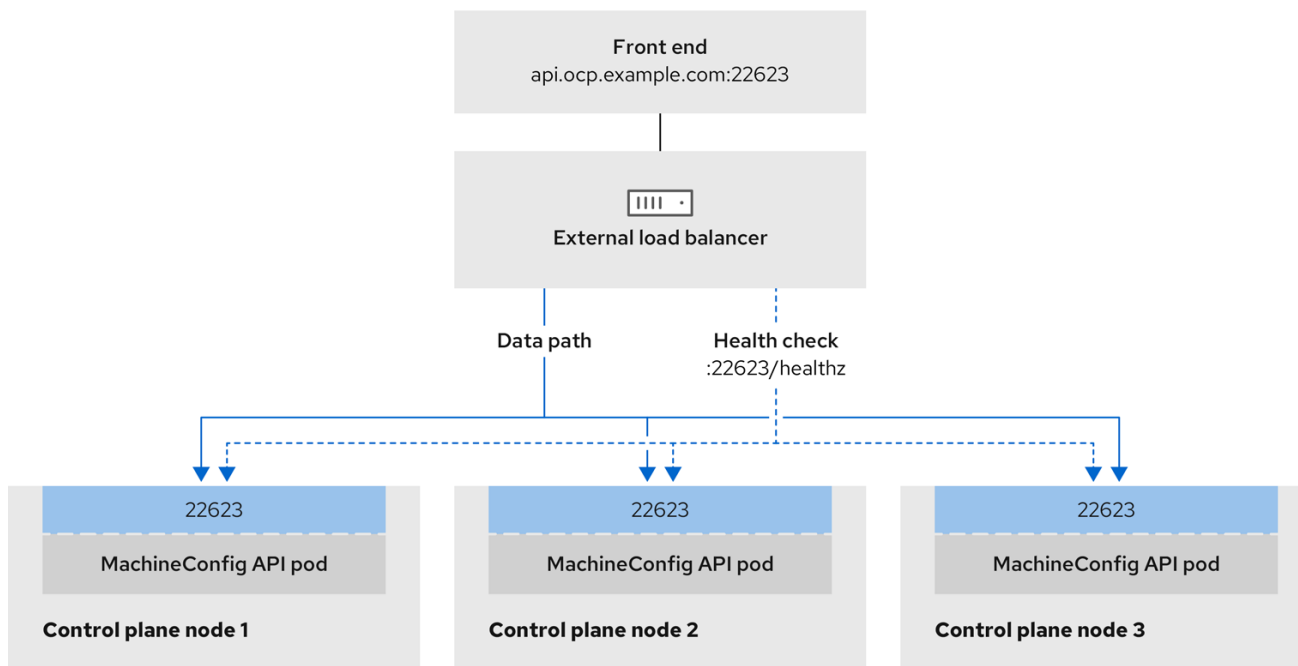 Front end
api.ocp.example.com:22623
External load balancer
Data path
Health check
:22623/healthz
22623
22623
22623
MachineConfig API pod
MachineConfig API pod
MachineConfig API pod
Control plane node 1
Control plane node 2
Control plane node 3